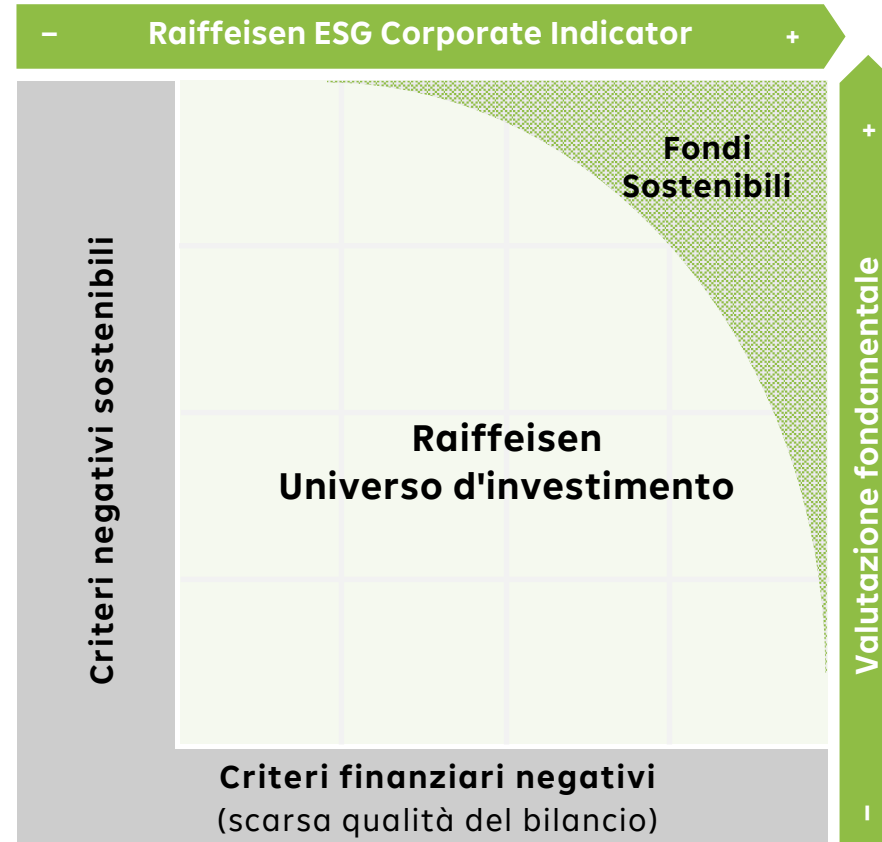 – Raiffeisen ESG Corporate Indicator +
Fondi
Sostenibili
Raiffeisen
Universo d'investimento
Criteri negativi sostenibili
– Valutazione fondamentale +
Criteri finanziari negativi
(scarsa qualità del bilancio)